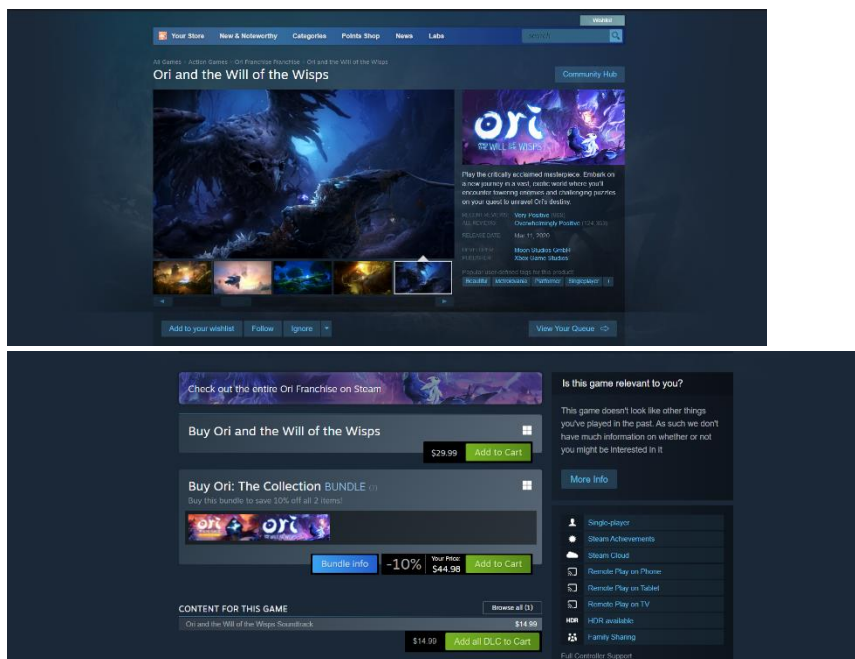 Wishlist
Your Store New & Noteworthy Categories Points Shop News Labs search
All Games > Action Games > Ori Franchise Franchise > Ori and the Will of the Wisps
Ori and the Will of the Wisps
Community Hub
ori
AND THE WILL OF THE WISPS
Play the critically acclaimed masterpiece. Embark on
a new journey in a vast, exotic world where you'll
encounter towering enemies and challenging puzzles
on your quest to unravel Ori's destiny.
RECENT REVIEWS: Very Positive
ALL REVIEWS: Overwhelmingly Positive
RELEASE DATE: Mar 11, 2020
DEVELOPER: Moon Studios GmbH
PUBLISHER: Xbox Game Studios
Popular user-defined tags for this product:
Beautiful Metroidvania Platformer Singleplayer
Add to your wishlist Follow Ignore
View Your Queue
Check out the entire Ori Franchise on Steam
Buy Ori and the Will of the Wisps
$29.99 Add to Cart
Buy Ori: The Collection BUNDLE (?)
Buy this bundle to save 10% off all 2 items!
ori ori
Bundle info -10% Your Price: $44.98 Add to Cart
CONTENT FOR THIS GAME Browse all (1)
Ori and the Will of the Wisps Soundtrack $14.99
$14.99 Add all DLC to Cart
Is this game relevant to you?
This game doesn't look like other things
you've played in the past. As such we don't
have much information on whether or not
you might be interested in it
More Info
Single-player
Steam Achievements
Steam Cloud
Remote Play on Phone
Remote Play on Tablet
Remote Play on TV
HDR HDR available
Family Sharing
Full Controller Support